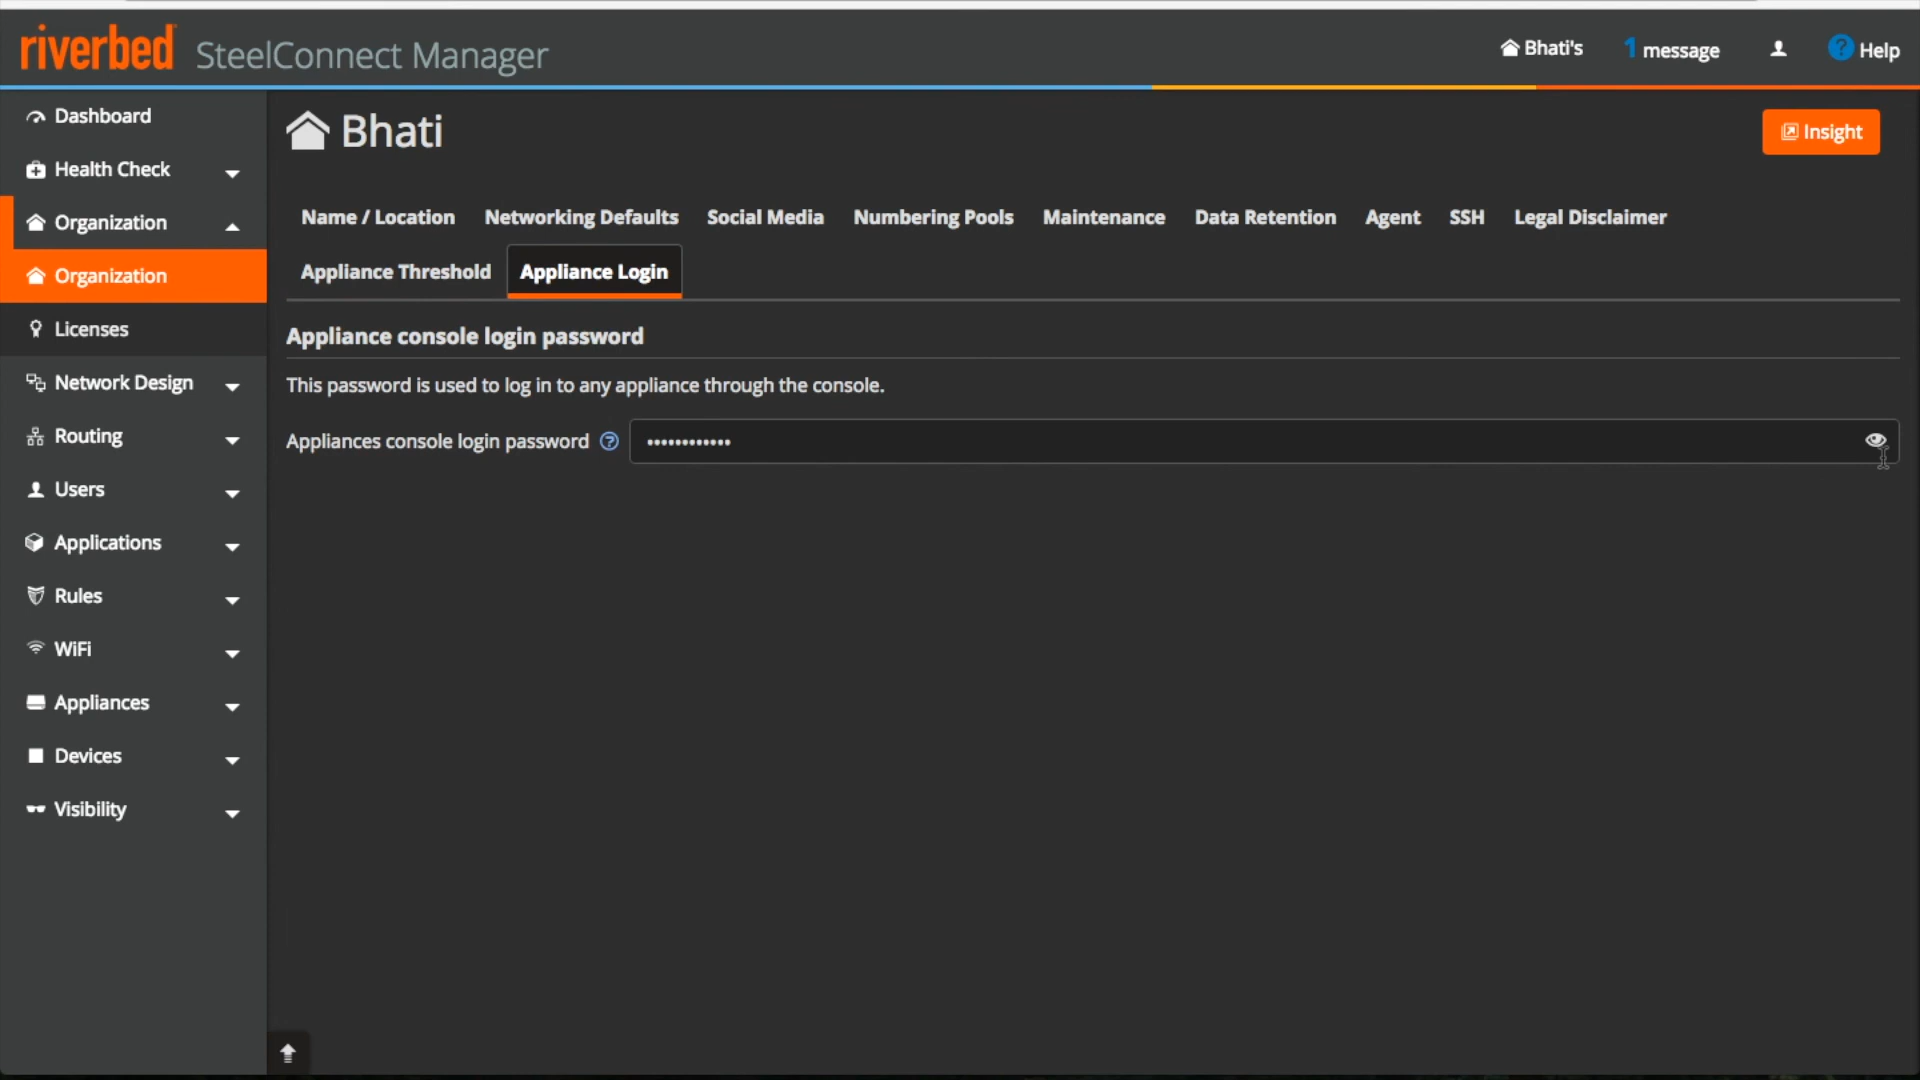 riverbed SteelConnect Manager
Bhati's 1 message ? Help
Dashboard
Health Check
Organization
Organization
Licenses
Network Design
Routing
Users
Applications
Rules
WiFi
Appliances
Devices
Visibility
Bhati
Insight
Name / Location Networking Defaults Social Media Numbering Pools Maintenance Data Retention Agent SSH Legal Disclaimer
Appliance Threshold Appliance Login
Appliance console login password
This password is used to log in to any appliance through the console.
Appliances console login password ? ••••••••••••